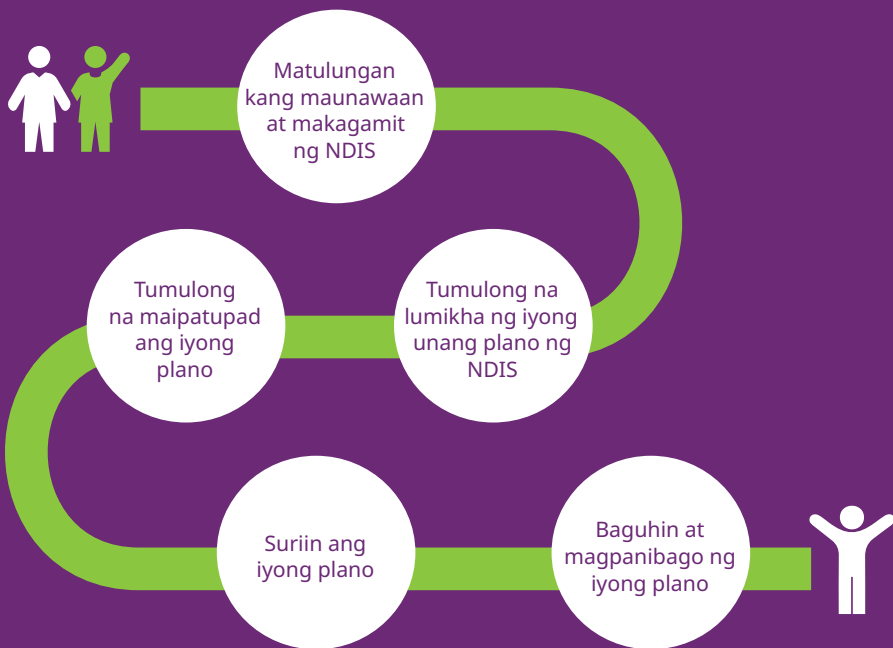 Matulungan
kang maunawaan
at makagamit
ng NDIS
Tumulong na
lumikha ng iyong
unang plano ng
NDIS
Tumulong
na maipatupad
ang iyong
plano
Suriin ang
iyong plano
Baguhin at
magpanibago ng
iyong plano